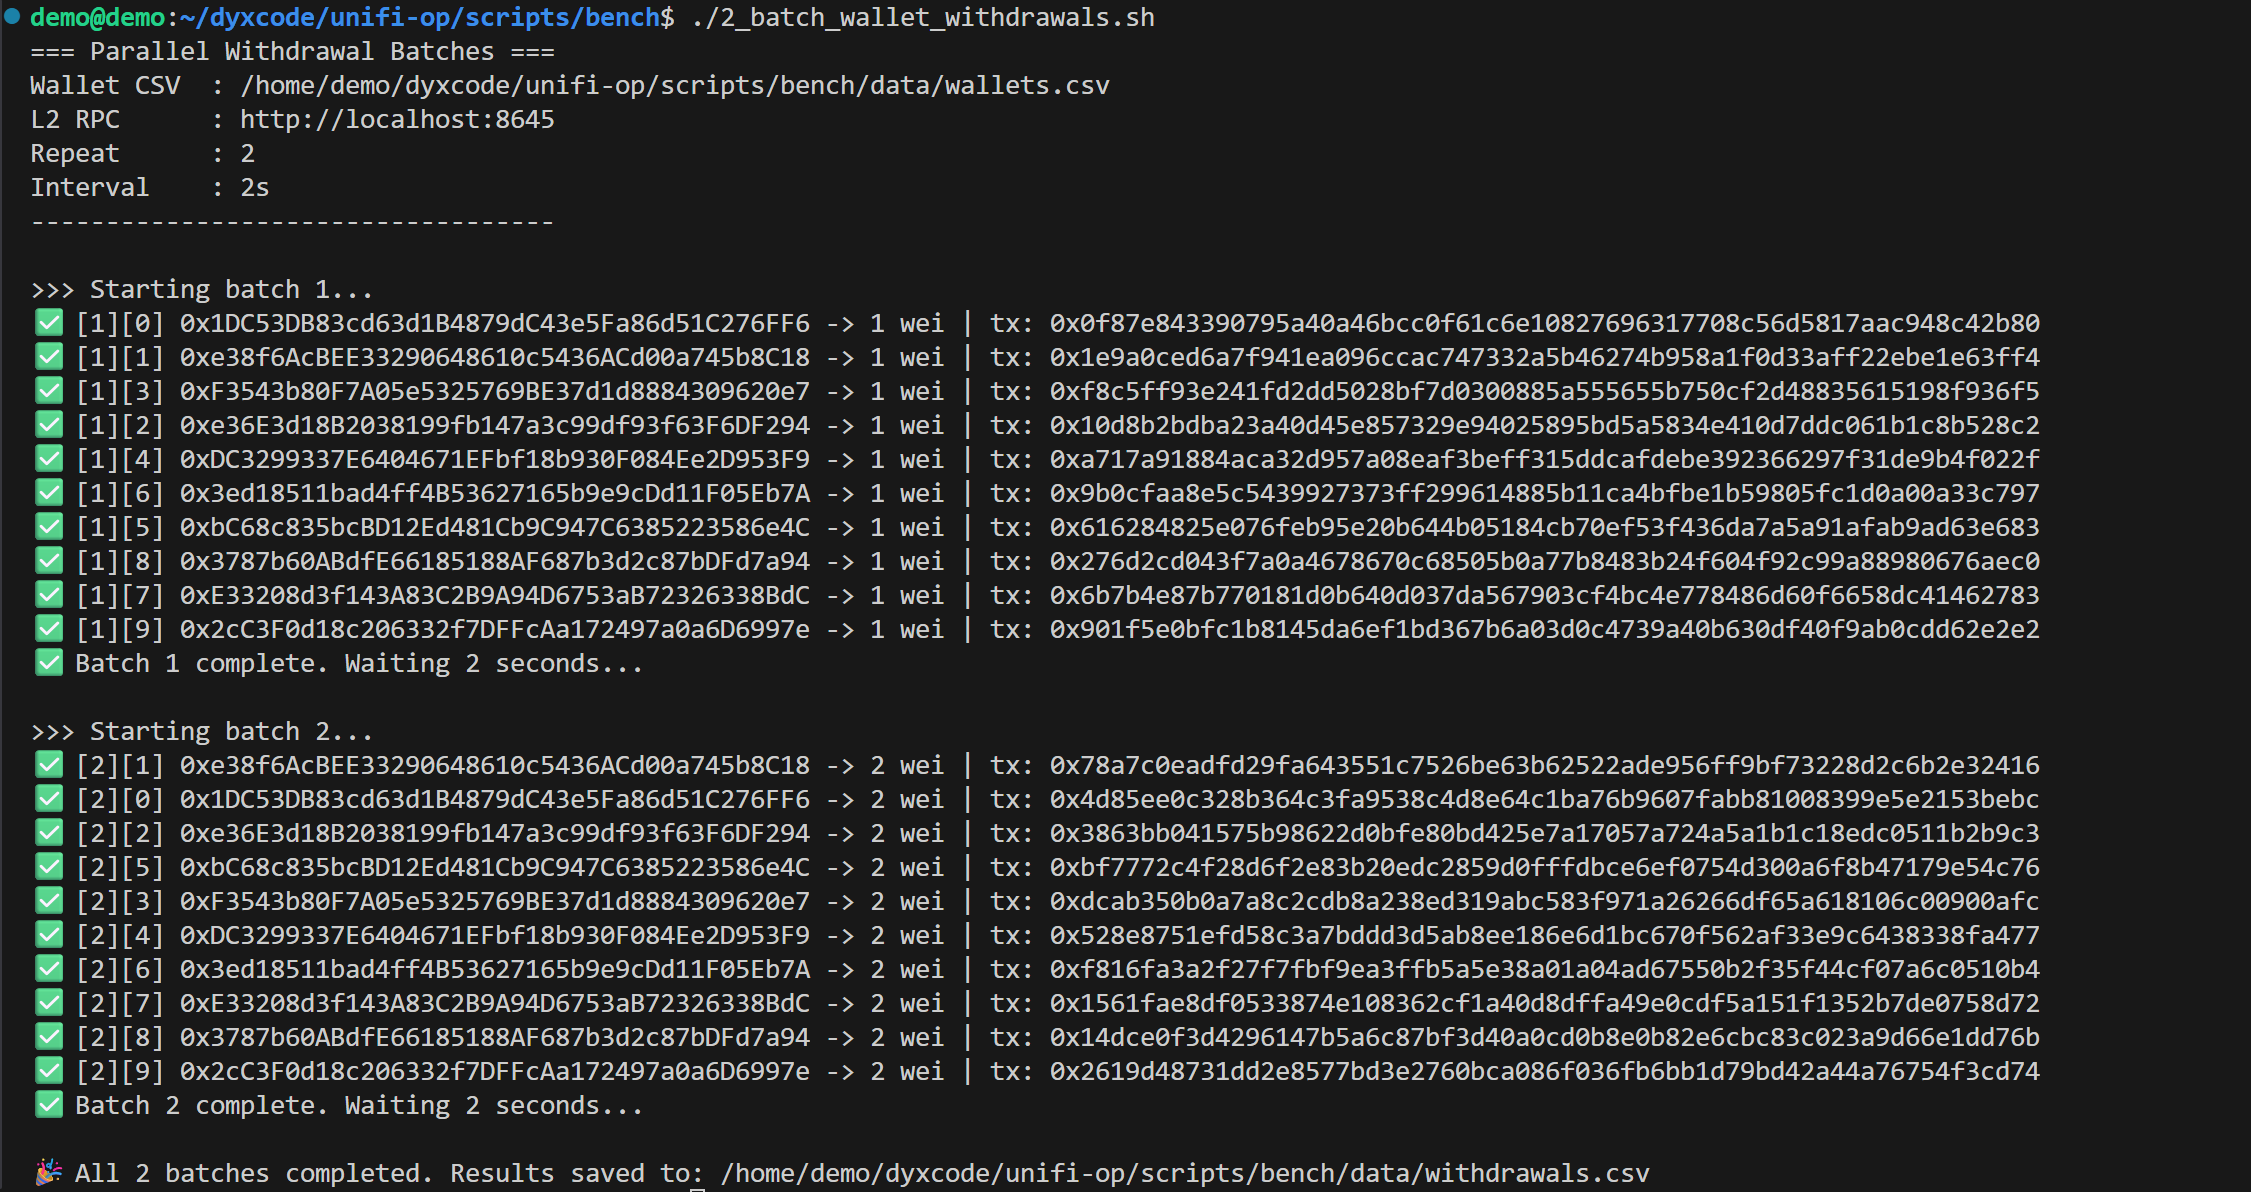 demo@demo:~/dyxcode/unifi-op/scripts/bench$ ./2_batch_wallet_withdrawals.sh
=== Parallel Withdrawal Batches ===
Wallet CSV  : /home/demo/dyxcode/unifi-op/scripts/bench/data/wallets.csv
L2 RPC      : http://localhost:8645
Repeat      : 2
Interval    : 2s
-----------------------------------
>>> Starting batch 1...
✅ [1][0] 0x1DC53DB83cd63d1B4879dC43e5Fa86d51C276FF6 -> 1 wei | tx: 0x0f87e843390795a40a46bcc0f61c6e10827696317708c56d5817aac948c42b80
✅ [1][1] 0xe38f6AcBEE33290648610c5436ACd00a745b8C18 -> 1 wei | tx: 0x1e9a0ced6a7f941ea096ccac747332a5b46274b958a1f0d33aff22ebe1e63ff4
✅ [1][3] 0xF3543b80F7A05e5325769BE37d1d8884309620e7 -> 1 wei | tx: 0xf8c5ff93e241fd2dd5028bf7d0300885a555655b750cf2d48835615198f936f5
✅ [1][2] 0xe36E3d18B2038199fb147a3c99df93f63F6DF294 -> 1 wei | tx: 0x10d8b2bdba23a40d45e857329e94025895bd5a5834e410d7ddc061b1c8b528c2
✅ [1][4] 0xDC3299337E6404671EFbf18b930F084Ee2D953F9 -> 1 wei | tx: 0xa717a91884aca32d957a08eaf3beff315ddcafdebe392366297f31de9b4f022f
✅ [1][6] 0x3ed18511bad4ff4B53627165b9e9cDd11F05Eb7A -> 1 wei | tx: 0x9b0cfaa8e5c5439927373ff299614885b11ca4bfbe1b59805fc1d0a00a33c797
✅ [1][5] 0xbC68c835bcBD12Ed481Cb9C947C6385223586e4C -> 1 wei | tx: 0x616284825e076feb95e20b644b05184cb70ef53f436da7a5a91afab9ad63e683
✅ [1][8] 0x3787b60ABdfE66185188AF687b3d2c87bDFd7a94 -> 1 wei | tx: 0x276d2cd043f7a0a4678670c68505b0a77b8483b24f604f92c99a88980676aec0
✅ [1][7] 0xE33208d3f143A83C2B9A94D6753aB72326338BdC -> 1 wei | tx: 0x6b7b4e87b770181d0b640d037da567903cf4bc4e778486d60f6658dc41462783
✅ [1][9] 0x2cC3F0d18c206332f7DFFcAa172497a0a6D6997e -> 1 wei | tx: 0x901f5e0bfc1b8145da6ef1bd367b6a03d0c4739a40b630df40f9ab0cdd62e2e2
✅ Batch 1 complete. Waiting 2 seconds...
>>> Starting batch 2...
✅ [2][1] 0xe38f6AcBEE33290648610c5436ACd00a745b8C18 -> 2 wei | tx: 0x78a7c0eadfd29fa643551c7526be63b62522ade956ff9bf73228d2c6b2e32416
✅ [2][0] 0x1DC53DB83cd63d1B4879dC43e5Fa86d51C276FF6 -> 2 wei | tx: 0x4d85ee0c328b364c3fa9538c4d8e64c1ba76b9607fabb81008399e5e2153bebc
✅ [2][2] 0xe36E3d18B2038199fb147a3c99df93f63F6DF294 -> 2 wei | tx: 0x3863bb041575b98622d0bfe80bd425e7a17057a724a5a1b1c18edc0511b2b9c3
✅ [2][5] 0xbC68c835bcBD12Ed481Cb9C947C6385223586e4C -> 2 wei | tx: 0xbf7772c4f28d6f2e83b20edc2859d0fffdbce6ef0754d300a6f8b47179e54c76
✅ [2][3] 0xF3543b80F7A05e5325769BE37d1d8884309620e7 -> 2 wei | tx: 0xdcab350b0a7a8c2cdb8a238ed319abc583f971a26266df65a618106c00900afc
✅ [2][4] 0xDC3299337E6404671EFbf18b930F084Ee2D953F9 -> 2 wei | tx: 0x528e8751efd58c3a7bddd3d5ab8ee186e6d1bc670f562af33e9c6438338fa477
✅ [2][6] 0x3ed18511bad4ff4B53627165b9e9cDd11F05Eb7A -> 2 wei | tx: 0xf816fa3a2f27f7fbf9ea3ffb5a5e38a01a04ad67550b2f35f44cf07a6c0510b4
✅ [2][7] 0xE33208d3f143A83C2B9A94D6753aB72326338BdC -> 2 wei | tx: 0x1561fae8df0533874e108362cf1a40d8dffa49e0cdf5a151f1352b7de0758d72
✅ [2][8] 0x3787b60ABdfE66185188AF687b3d2c87bDFd7a94 -> 2 wei | tx: 0x14dce0f3d4296147b5a6c87bf3d40a0cd0b8e0b82e6cbc83c023a9d66e1dd76b
✅ [2][9] 0x2cC3F0d18c206332f7DFFcAa172497a0a6D6997e -> 2 wei | tx: 0x2619d48731dd2e8577bd3e2760bca086f036fb6bb1d79bd42a44a76754f3cd74
✅ Batch 2 complete. Waiting 2 seconds...
🎉 All 2 batches completed. Results saved to: /home/demo/dyxcode/unifi-op/scripts/bench/data/withdrawals.csv